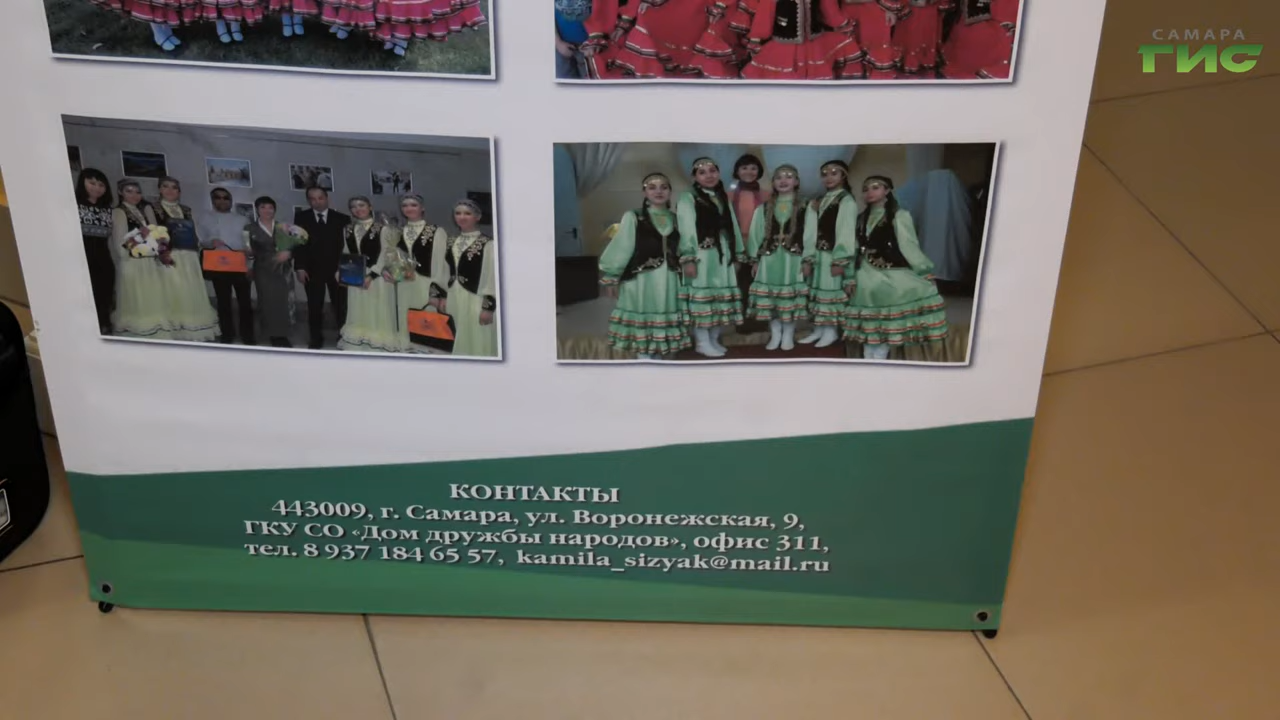 САМАРА
ГИС
КОНТАКТЫ
443009, г. Самара, ул. Воронежская, 9,
ГКУ СО «Дом дружбы народов», офис 311,
тел. 8 937 184 65 57, kamila_sizyak@mail.ru